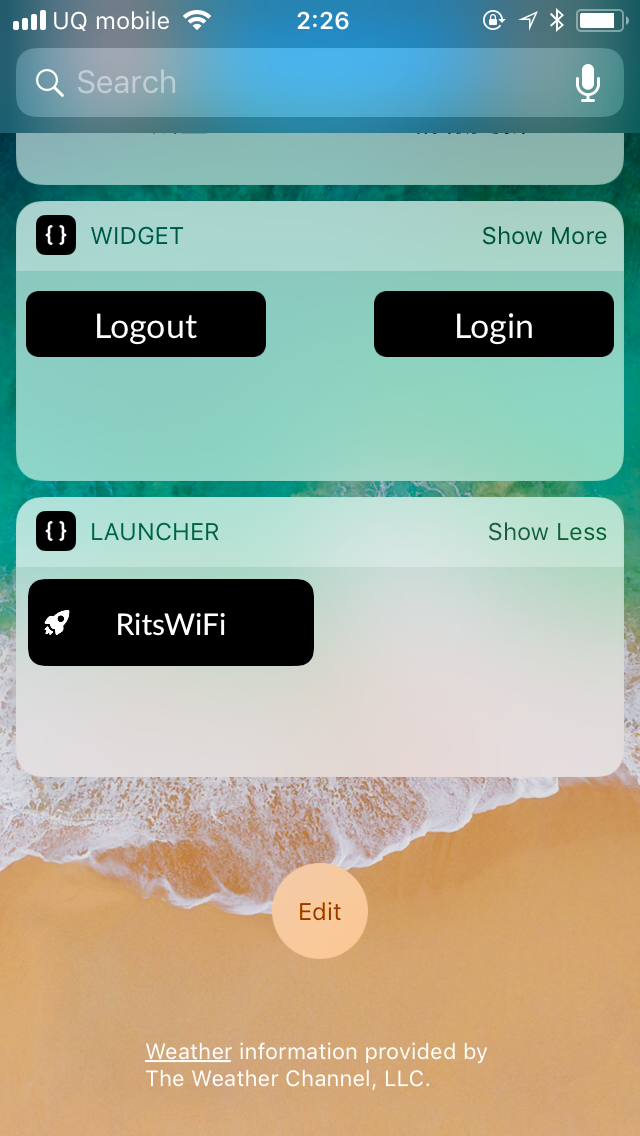 UQ mobile 2:26
Search
{ } WIDGET Show More
Logout Login
{ } LAUNCHER Show Less
RitsWiFi
Edit
Weather information provided by
The Weather Channel, LLC.